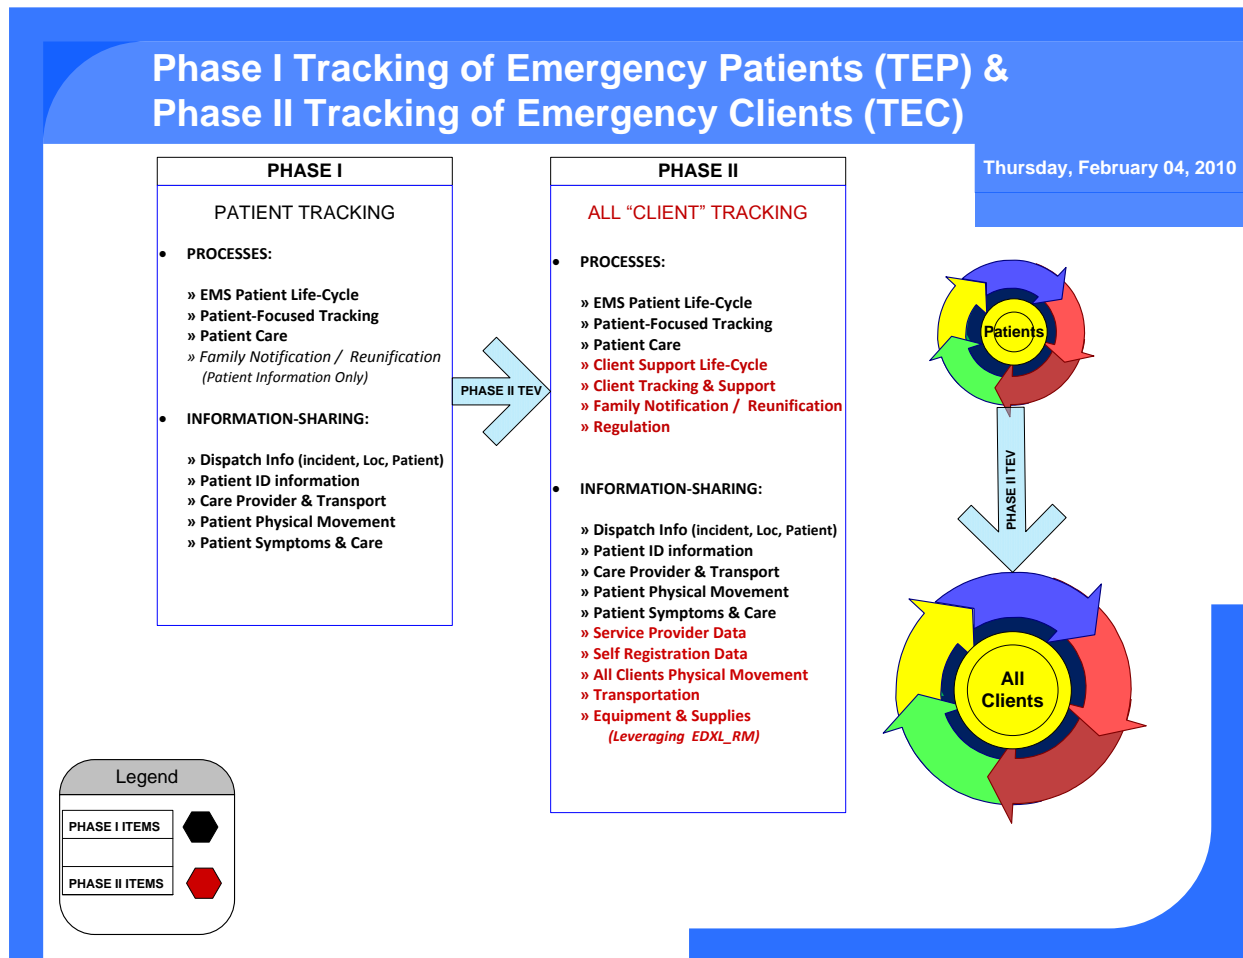 Phase I Tracking of Emergency Patients (TEP) &
Phase II Tracking of Emergency Clients (TEC)
Thursday, February 04, 2010
PHASE I
PATIENT TRACKING
• PROCESSES:
» EMS Patient Life-Cycle
» Patient-Focused Tracking
» Patient Care
» Family Notification / Reunification
(Patient Information Only)
• INFORMATION-SHARING:
» Dispatch Info (incident, Loc, Patient)
» Patient ID information
» Care Provider & Transport
» Patient Physical Movement
» Patient Symptoms & Care
PHASE II TEV
PHASE II
ALL “CLIENT” TRACKING
• PROCESSES:
» EMS Patient Life-Cycle
» Patient-Focused Tracking
» Patient Care
» Client Support Life-Cycle
» Client Tracking & Support
» Family Notification / Reunification
» Regulation
• INFORMATION-SHARING:
» Dispatch Info (incident, Loc, Patient)
» Patient ID information
» Care Provider & Transport
» Patient Physical Movement
» Patient Symptoms & Care
» Service Provider Data
» Self Registration Data
» All Clients Physical Movement
» Transportation
» Equipment & Supplies
(Leveraging EDXL_RM)
Patients
PHASE II TEV
All
Clients
Legend
PHASE I ITEMS
PHASE II ITEMS